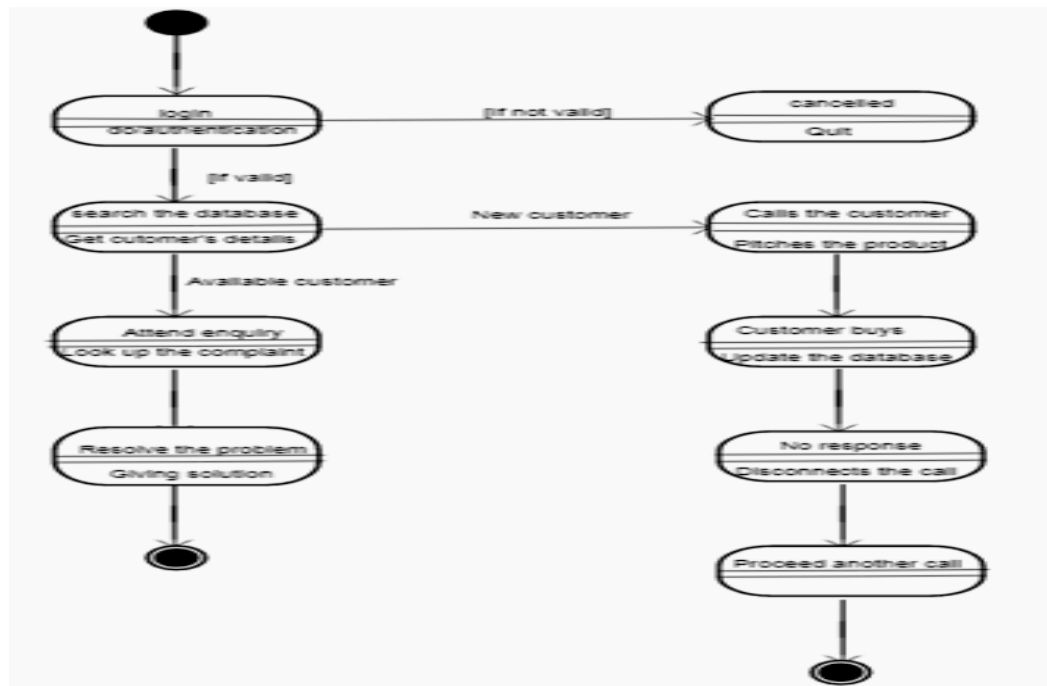 login
do/authentication
[if not valid]
cancelled
Quit
[if valid]
search the database
Get cutomer's details
New customer
Calls the customer
Pitches the product
Available customer
Attend enquiry
Look up the complaint
Customer buys
Update the database
Resolve the problem
Giving solution
No response
Disconnects the call
Proceed another call